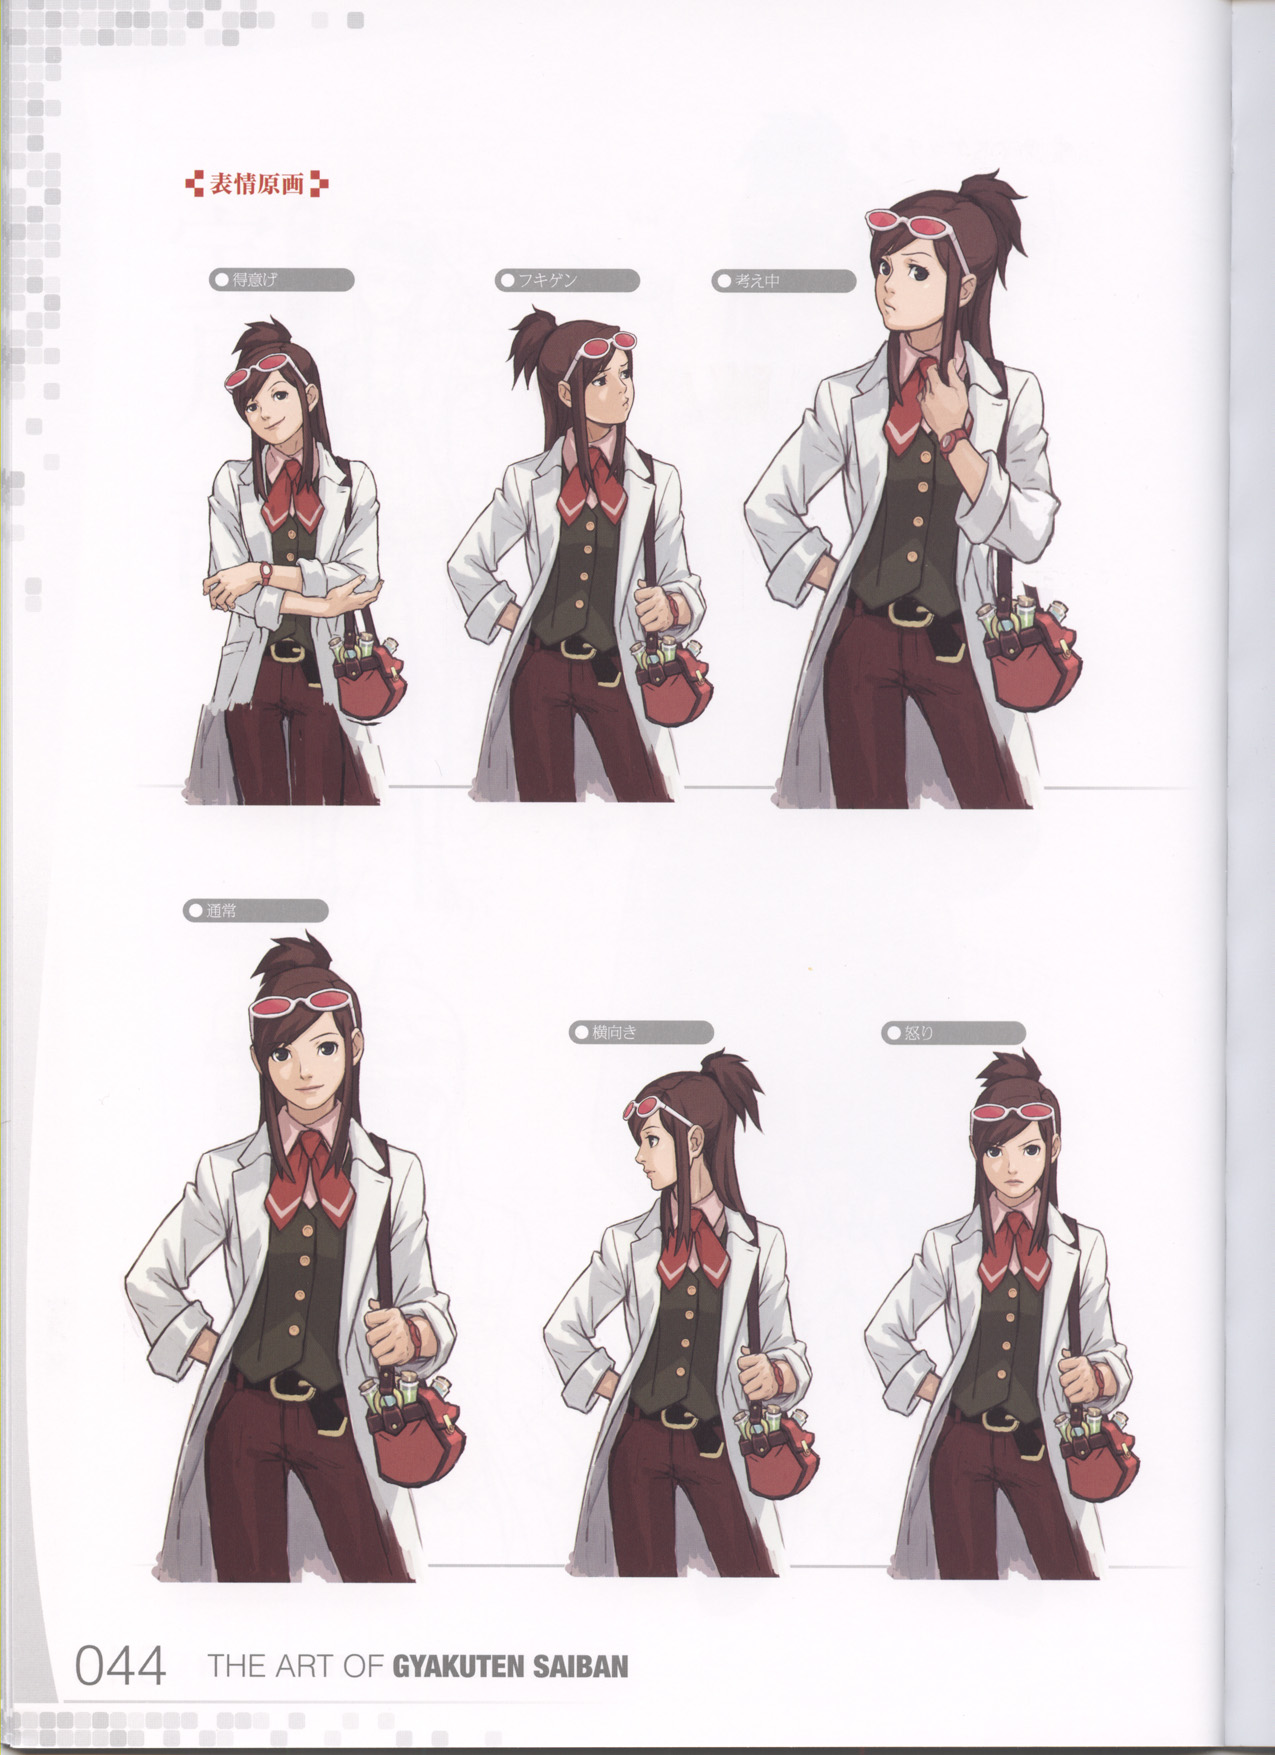 表情原画
得意げ
フキゲン
考え中
通常
横向き
怒り
044 THE ART OF GYAKUTEN SAIBAN